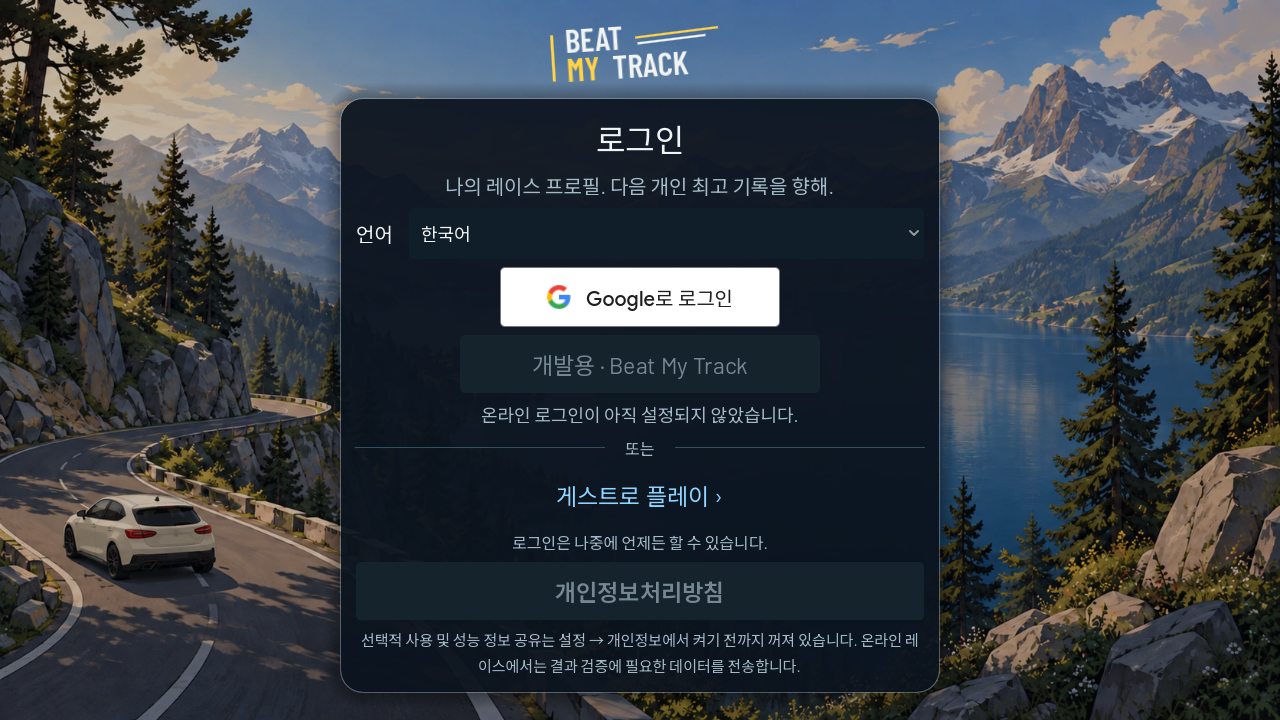 BEAT
MY TRACK
로그인
나의 레이스 프로필. 다음 개인 최고 기록을 향해.
언어 한국어
Google로 로그인
개발용 · Beat My Track
온라인 로그인이 아직 설정되지 않았습니다.
또는
게스트로 플레이 ›
로그인은 나중에 언제든 할 수 있습니다.
개인정보처리방침
선택적 사용 및 성능 정보 공유는 설정 → 개인정보에서 켜기 전까지 꺼져 있습니다. 온라인 레
이스에서는 결과 검증에 필요한 데이터를 전송합니다.